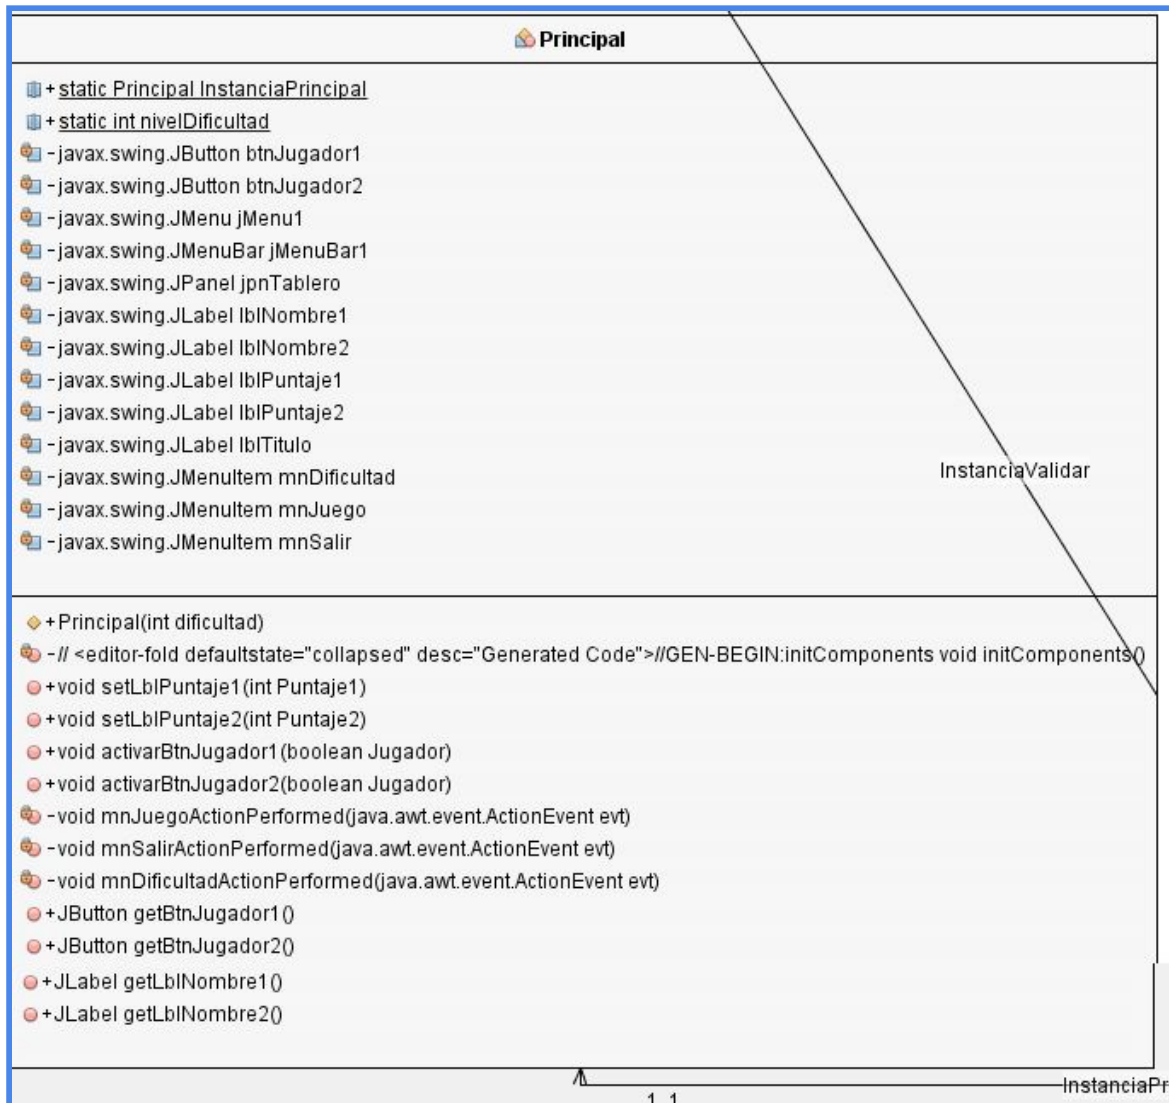 Principal
+ static Principal InstanciaPrincipal
+ static int nivelDificultad
- javax.swing.JButton btnJugador1
- javax.swing.JButton btnJugador2
- javax.swing.JMenu jMenu1
- javax.swing.JMenuBar jMenuBar1
- javax.swing.JPanel jpnTablero
- javax.swing.JLabel lblNombre1
- javax.swing.JLabel lblNombre2
- javax.swing.JLabel lblPuntaje1
- javax.swing.JLabel lblPuntaje2
- javax.swing.JLabel lblTitulo
- javax.swing.JMenuItem mnDificultad
InstanciaValidar
- javax.swing.JMenuItem mnJuego
- javax.swing.JMenuItem mnSalir
+ Principal(int dificultad)
- // <editor-fold defaultstate="collapsed" desc="Generated Code">//GEN-BEGIN:initComponents void initComponents()
+ void setLblPuntaje1(int Puntaje1)
+ void setLblPuntaje2(int Puntaje2)
+ void activarBtnJugador1(boolean Jugador)
+ void activarBtnJugador2(boolean Jugador)
- void mnJuegoActionPerformed(java.awt.event.ActionEvent evt)
- void mnSalirActionPerformed(java.awt.event.ActionEvent evt)
- void mnDificultadActionPerformed(java.awt.event.ActionEvent evt)
+ JButton getBtnJugador1()
+ JButton getBtnJugador2()
+ JLabel getLblNombre1()
+ JLabel getLblNombre2()
InstanciaPr
1..1